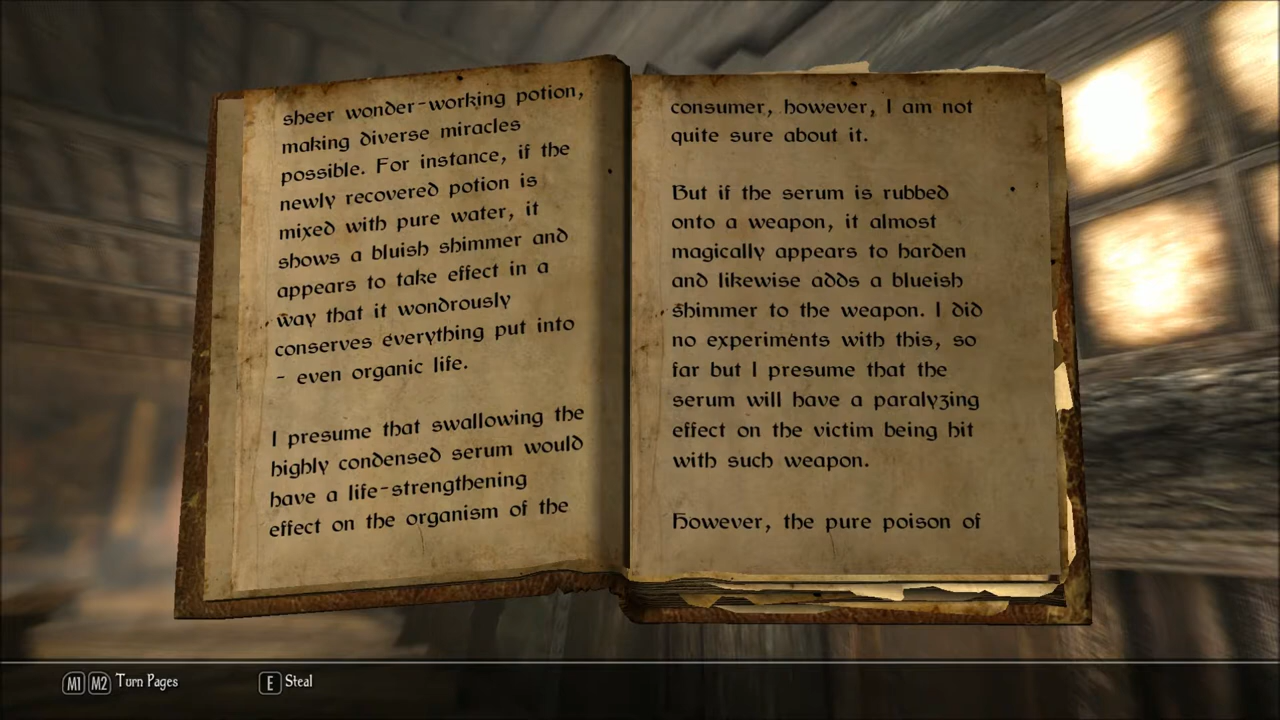 sheer wonder-working potion,
making diverse miracles
possible. For instance, if the
newly recovered potion is
mixed with pure water, it
shows a bluish shimmer and
appears to take effect in a
way that it wondrously
conserves everything put into
- even organic life.
I presume that swallowing the
highly condensed serum would
have a life-strengthening
effect on the organism of the
consumer, however, I am not
quite sure about it.
But if the serum is rubbed
onto a weapon, it almost
magically appears to harden
and likewise adds a blueish
shimmer to the weapon. I did
no experiments with this, so
far but I presume that the
serum will have a paralyzing
effect on the victim being hit
with such weapon.
However, the pure poison of
M1 M2 Turn Pages E Steal